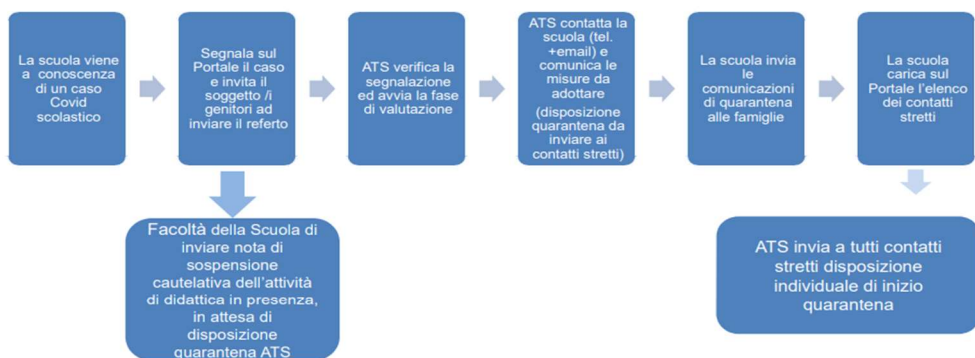 La scuola viene
a conoscenza
di un caso
Covid
scolastico
Segnala sul
Portale il caso
e invita il
soggetto /i
genitori ad
inviare il referto
ATS verifica la
segnalazione
ed avvia la fase
di valutazione
ATS contatta la
scuola (tel.
+email) e
comunica le
misure da
adottare
(disposizione
quarantena da
inviare ai
contatti stretti)
La scuola invia
le
comunicazioni
di quarantena
alle famiglie
La scuola
carica sul
Portale l'elenco
dei contatti
stretti
Facoltà della Scuola di
inviare nota di
sospensione
cautelativa dell'attività
di didattica in presenza,
in attesa di
disposizione
quarantena ATS
ATS invia a tutti contatti
stretti disposizione
individuale di inizio
quarantena